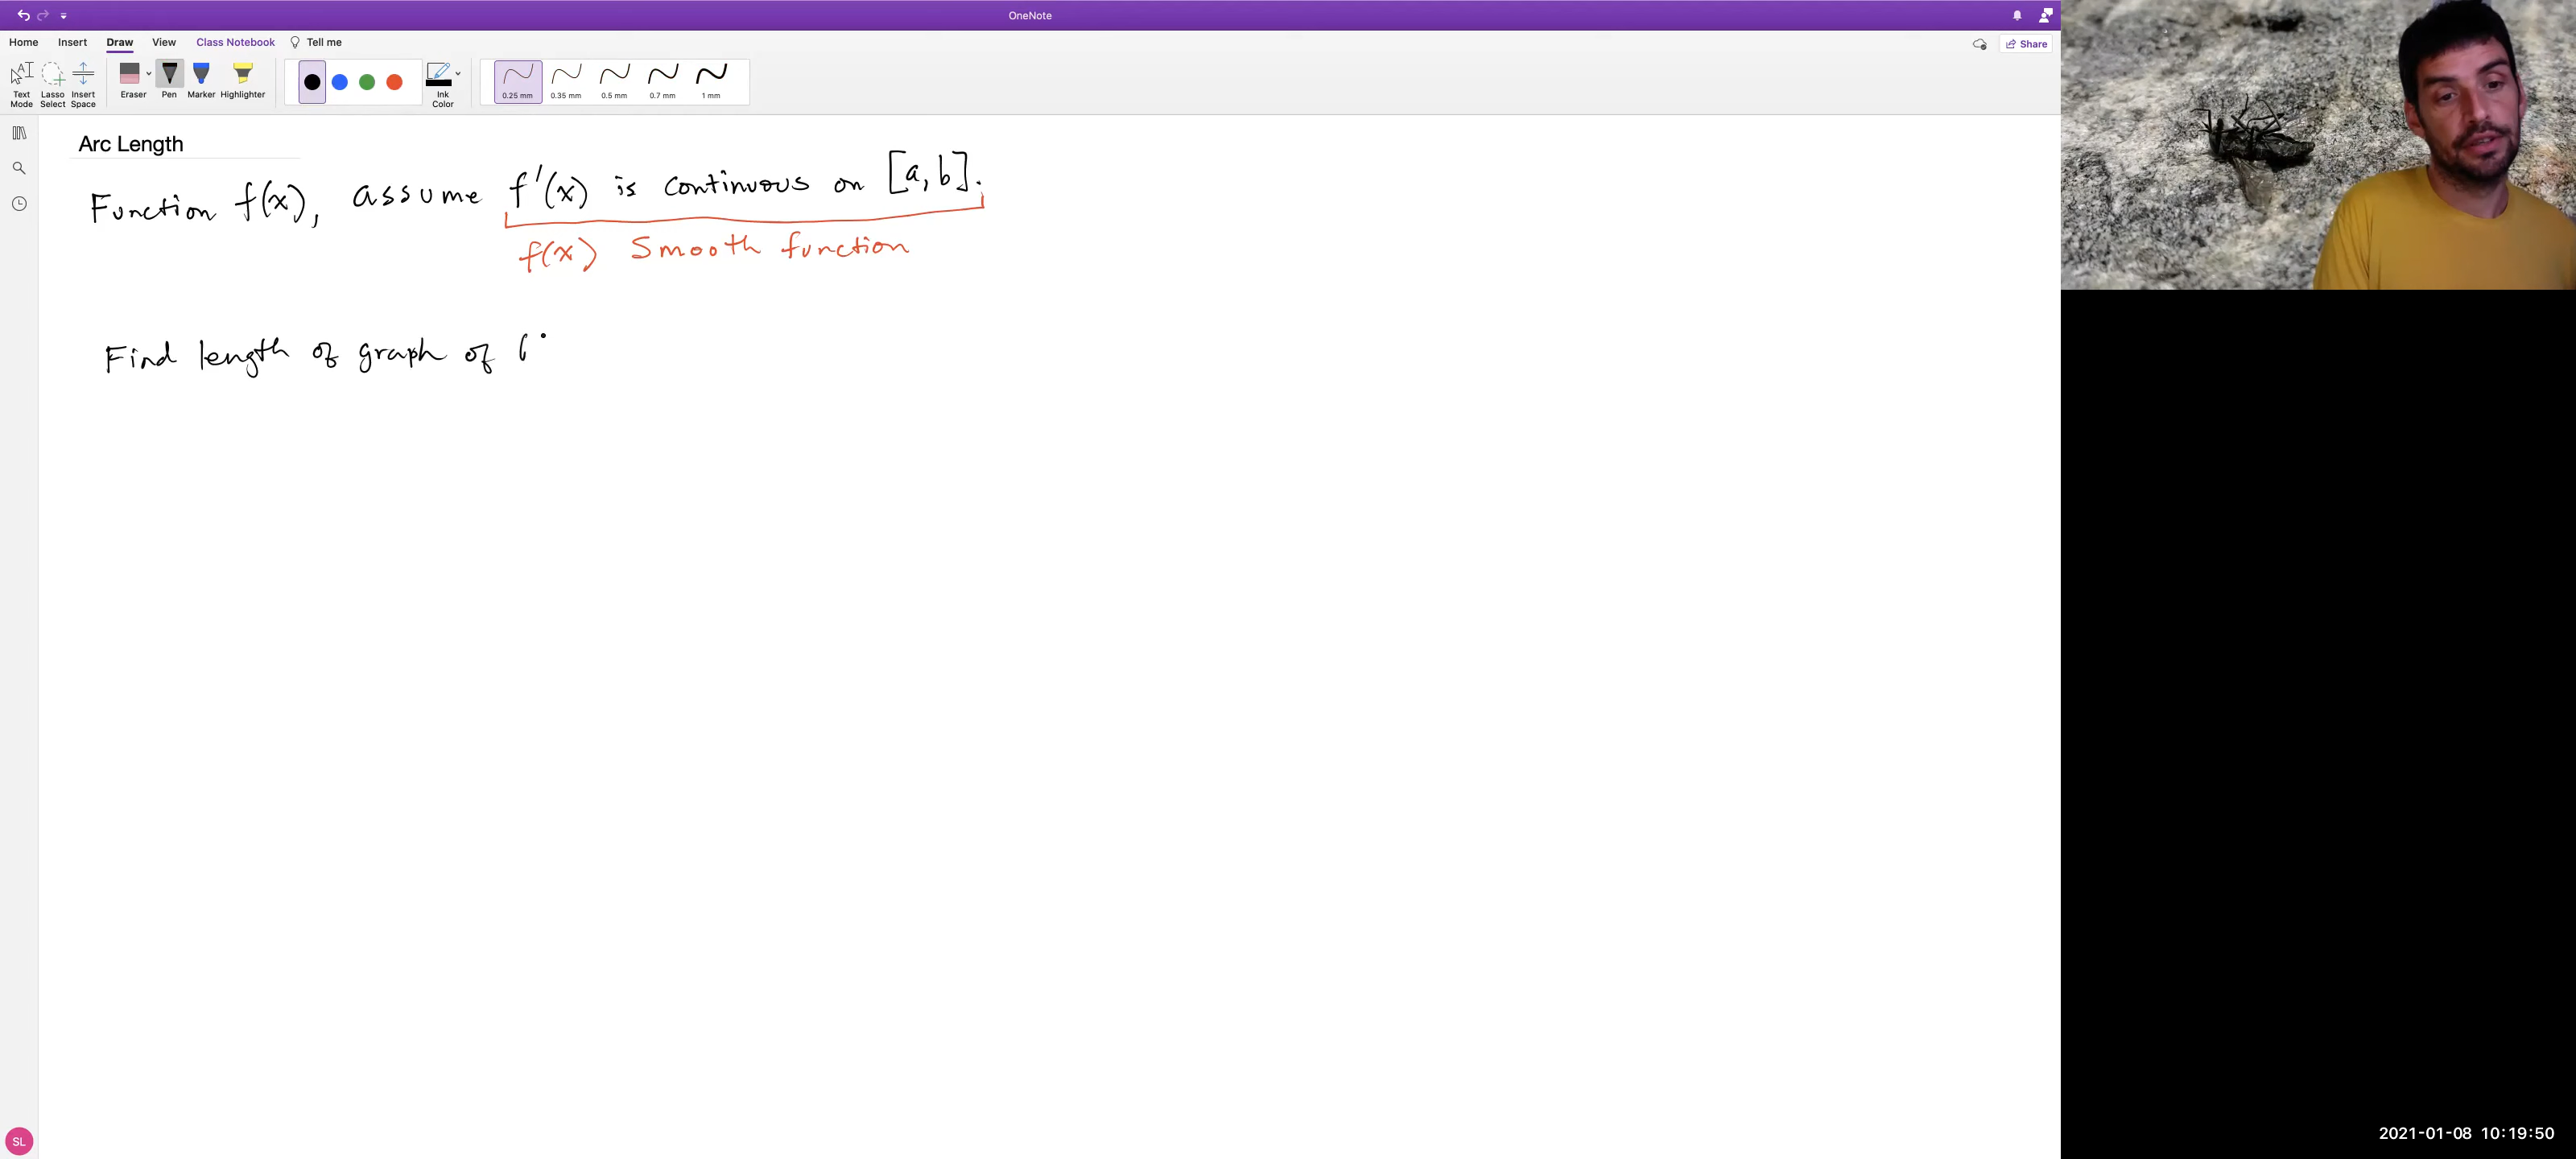 OneNote
Home Insert Draw View Class Notebook Tell me
Share
Text Mode Lasso Select Insert Space Eraser Pen Marker Highlighter Ink Color 0.25 mm 0.35 mm 0.5 mm 0.7 mm 1 mm
Arc Length
Function f(x), assume f'(x) is continuous on [a,b].
f(x) Smooth function
Find length of graph of
SL
2021-01-08 10:19:50